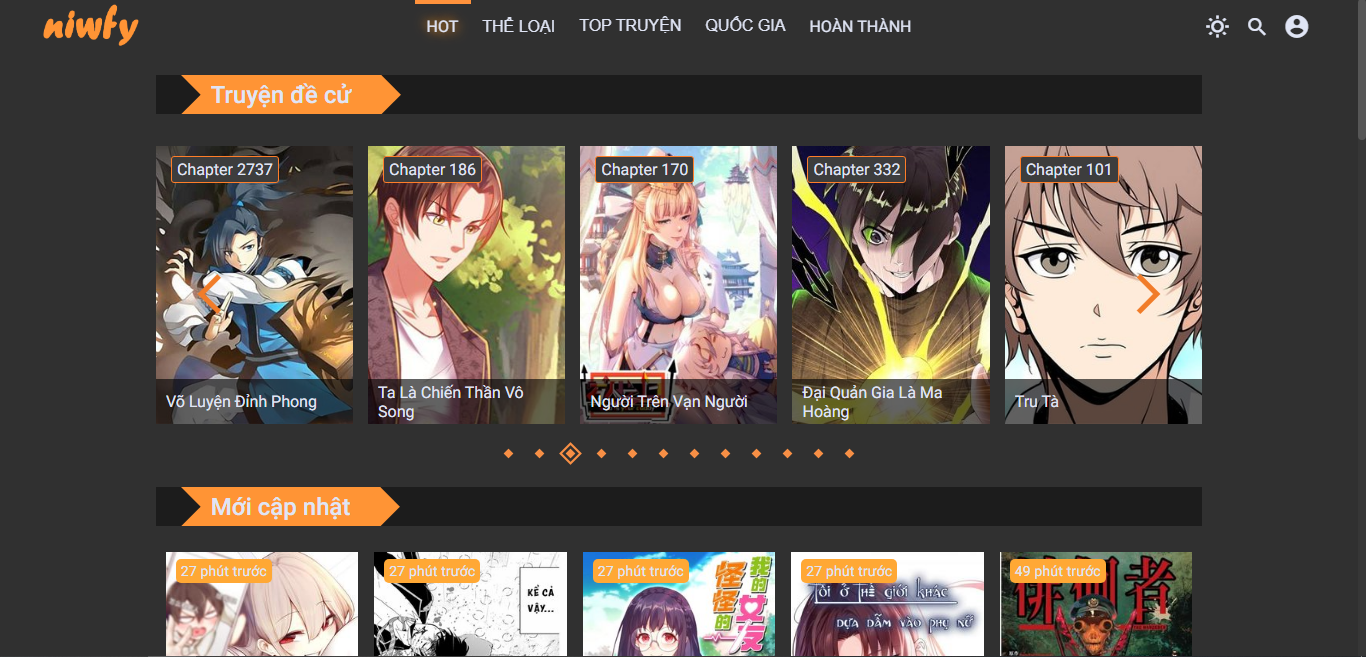 niwfy
HOT THỂ LOẠI TOP TRUYỆN QUỐC GIA HOÀN THÀNH
Truyện đề cử
Chapter 2737
Chapter 186
Chapter 170
Chapter 332
Chapter 101
Võ Luyện Đỉnh Phong
Ta Là Chiến Thần Vô
Song
Người Trên Vạn Người
Đại Quản Gia Là Ma
Hoàng
Tru Tà
Mới cập nhật
27 phút trước
27 phút trước
KỂ CẢ
VẬY...
27 phút trước
我的
怪怪的
女友
27 phút trước
TÔI Ở THẾ GIỚI KHÁC
DỰA DẪM VÀO PHỤ NỮ
49 phút trước
者